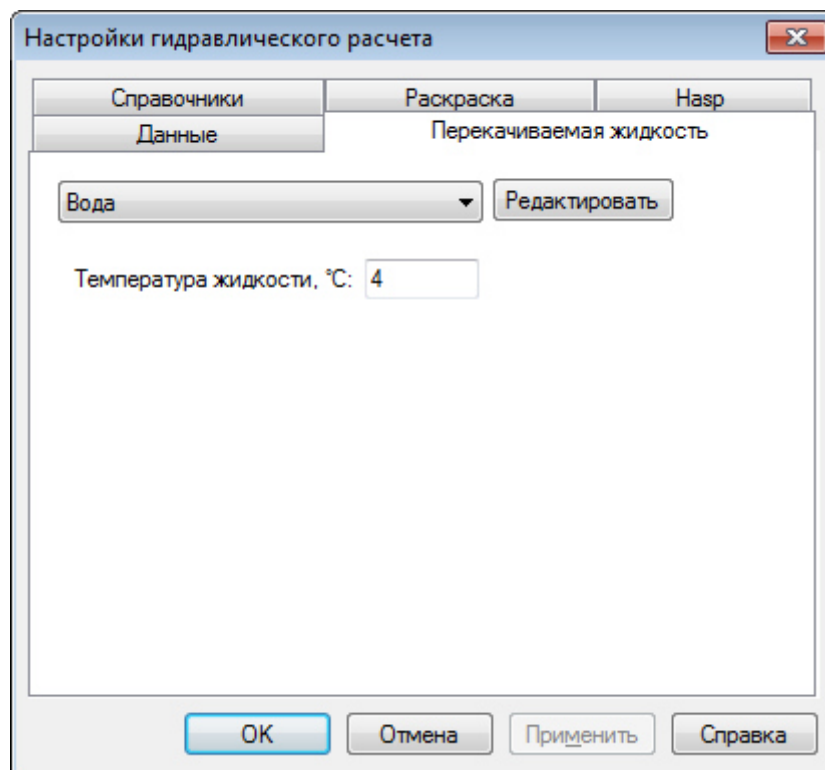 Настройки гидравлического расчета
Справочники Раскраска Hasp
Данные Перекачиваемая жидкость
Вода Редактировать
Температура жидкости, °C: 4
OK Отмена Применить Справка